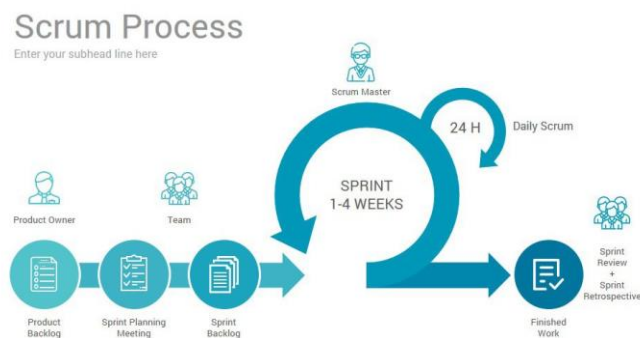 Scrum Process
Enter your subhead line here
Scrum Master
24 H
Daily Scrum
SPRINT
1-4 WEEKS
Product Owner
Team
Product
Backlog
Sprint Planning
Meeting
Sprint
Backlog
Finished
Work
Sprint
Review
+
Sprint
Retrospective